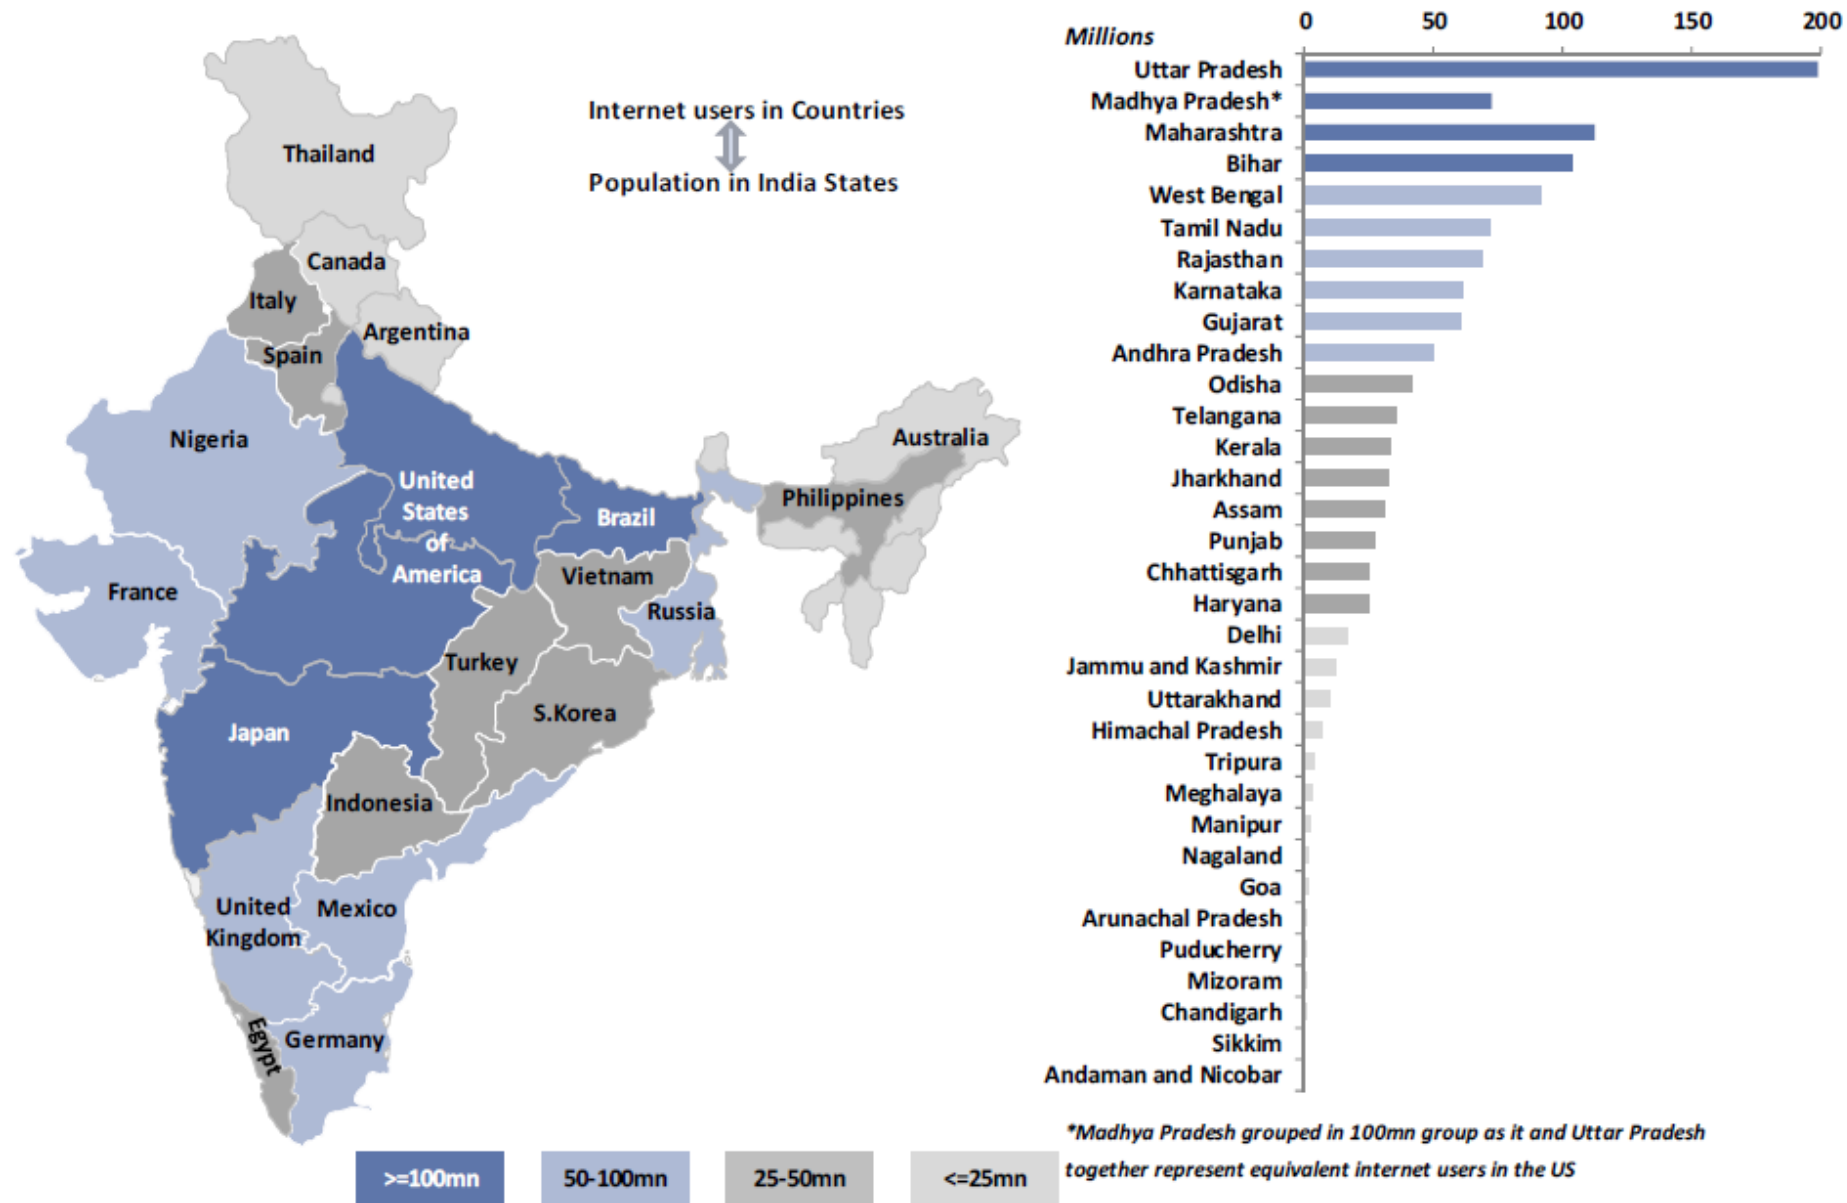 Internet users in Countries
Population in India States
Thailand
Canada
Italy
Argentina
Spain
Nigeria
Australia
United
States
of
America
Philippines
Brazil
Vietnam
France
Russia
Turkey
S.Korea
Japan
Indonesia
United
Kingdom
Mexico
Egypt
Germany
>=100mn
50-100mn
25-50mn
<=25mn
0 50 100 150 200
Millions
Uttar Pradesh
Madhya Pradesh*
Maharashtra
Bihar
West Bengal
Tamil Nadu
Rajasthan
Karnataka
Gujarat
Andhra Pradesh
Odisha
Telangana
Kerala
Jharkhand
Assam
Punjab
Chhattisgarh
Haryana
Delhi
Jammu and Kashmir
Uttarakhand
Himachal Pradesh
Tripura
Meghalaya
Manipur
Nagaland
Goa
Arunachal Pradesh
Puducherry
Mizoram
Chandigarh
Sikkim
Andaman and Nicobar
*Madhya Pradesh grouped in 100mn group as it and Uttar Pradesh
together represent equivalent internet users in the US